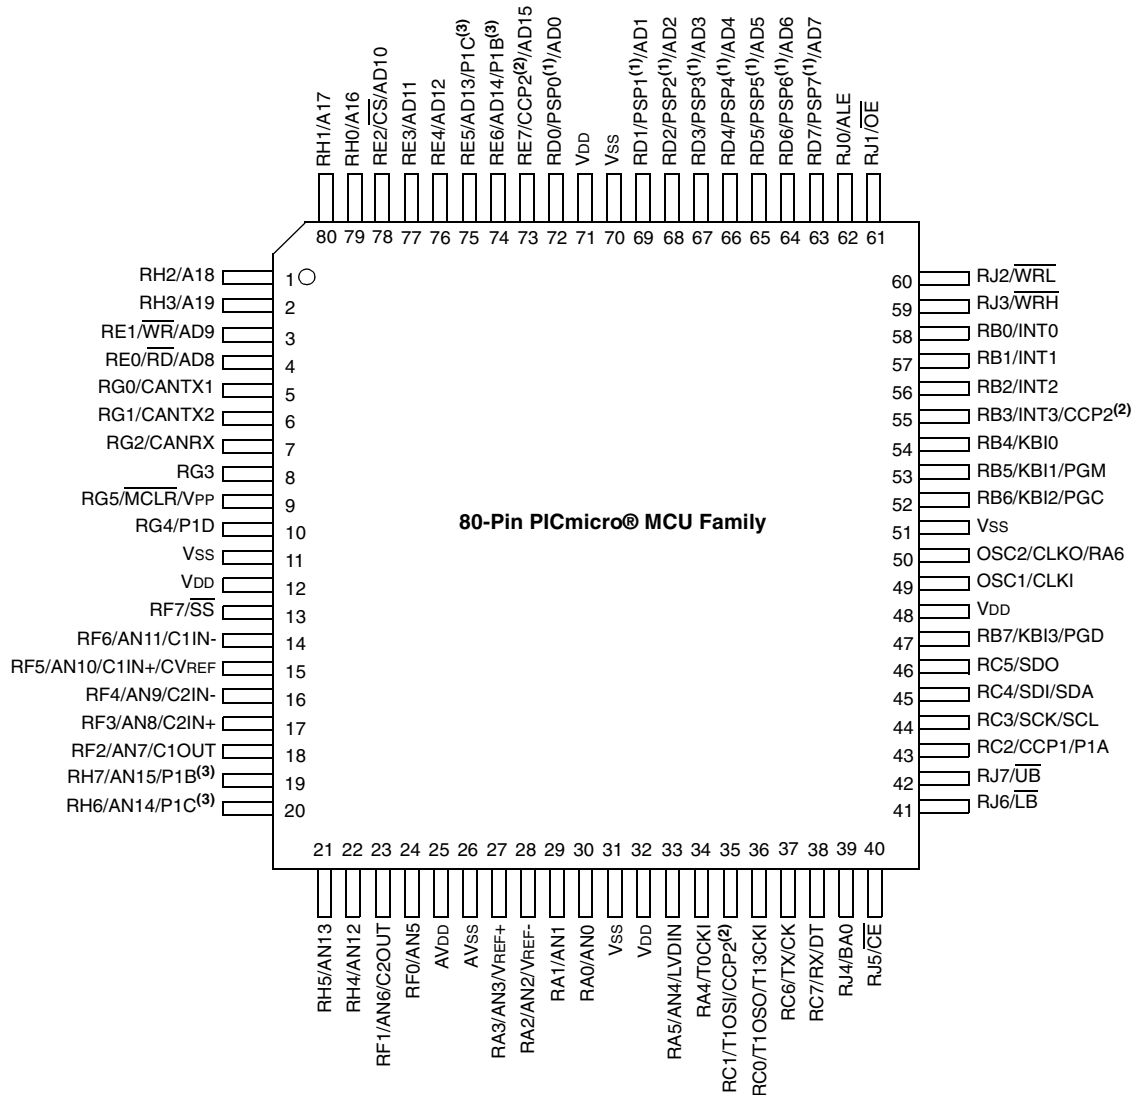 RH1/A17
RH0/A16
RE2/CS/AD10
RE3/AD11
RE4/AD12
RE5/AD13/P1C(3)
RE6/AD14/P1B(3)
RE7/CCP2(2)/AD15
RD0/PSP0(1)/AD0
VDD
VSS
RD1/PSP1(1)/AD1
RD2/PSP2(1)/AD2
RD3/PSP3(1)/AD3
RD4/PSP4(1)/AD4
RD5/PSP5(1)/AD5
RD6/PSP6(1)/AD6
RD7/PSP7(1)/AD7
RJ0/ALE
RJ1/OE
80 79 78 77 76 75 74 73 72 71 70 69 68 67 66 65 64 63 62 61
RH2/A18 1
RH3/A19 2
RE1/WR/AD9 3
RE0/RD/AD8 4
RG0/CANTX1 5
RG1/CANTX2 6
RG2/CANRX 7
RG3 8
RG5/MCLR/VPP 9
RG4/P1D 10
VSS 11
VDD 12
RF7/SS 13
RF6/AN11/C1IN- 14
RF5/AN10/C1IN+/CVREF 15
RF4/AN9/C2IN- 16
RF3/AN8/C2IN+ 17
RF2/AN7/C1OUT 18
RH7/AN15/P1B(3) 19
RH6/AN14/P1C(3) 20
80-Pin PICmicro® MCU Family
60 RJ2/WRL
59 RJ3/WRH
58 RB0/INT0
57 RB1/INT1
56 RB2/INT2
55 RB3/INT3/CCP2(2)
54 RB4/KBI0
53 RB5/KBI1/PGM
52 RB6/KBI2/PGC
51 VSS
50 OSC2/CLKO/RA6
49 OSC1/CLKI
48 VDD
47 RB7/KBI3/PGD
46 RC5/SDO
45 RC4/SDI/SDA
44 RC3/SCK/SCL
43 RC2/CCP1/P1A
42 RJ7/UB
41 RJ6/LB
21 22 23 24 25 26 27 28 29 30 31 32 33 34 35 36 37 38 39 40
RH5/AN13
RH4/AN12
RF1/AN6/C2OUT
RF0/AN5
AVDD
AVSS
RA3/AN3/VREF+
RA2/AN2/VREF-
RA1/AN1
RA0/AN0
VSS
VDD
RA5/AN4/LVDIN
RA4/T0CKI
RC1/T1OSI/CCP2(2)
RC0/T1OSO/T13CKI
RC6/TX/CK
RC7/RX/DT
RJ4/BA0
RJ5/CE